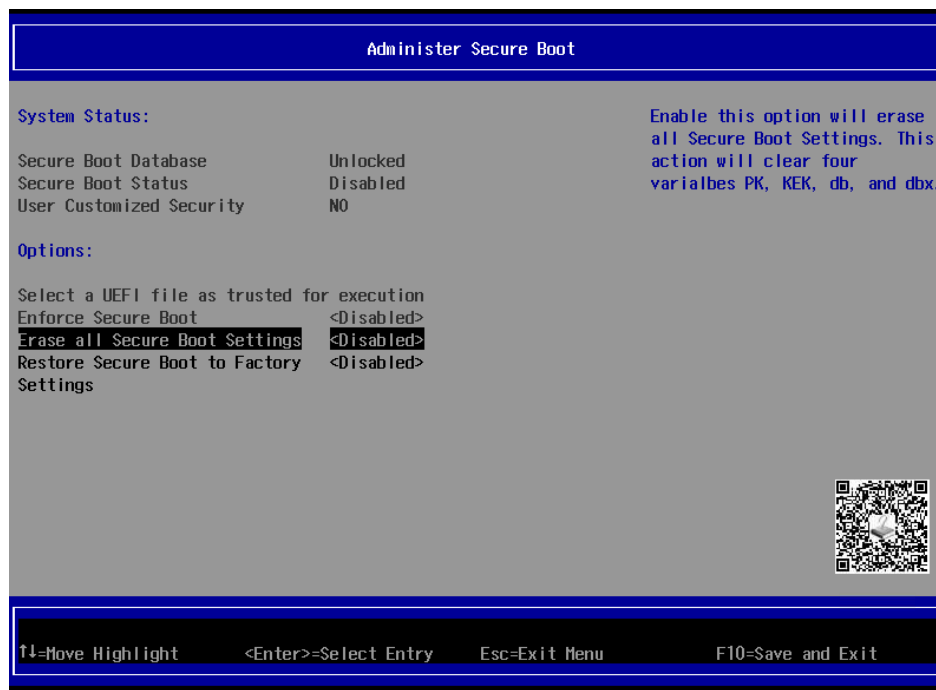 Administer Secure Boot
System Status:
Secure Boot Database Unlocked
Secure Boot Status Disabled
User Customized Security NO
Options:
Select a UEFI file as trusted for execution
Enforce Secure Boot <Disabled>
Erase all Secure Boot Settings <Disabled>
Restore Secure Boot to Factory <Disabled>
Settings
Enable this option will erase
all Secure Boot Settings. This
action will clear four
varialbes PK, KEK, db, and dbx.
↑↓=Move Highlight <Enter>=Select Entry Esc=Exit Menu F10=Save and Exit